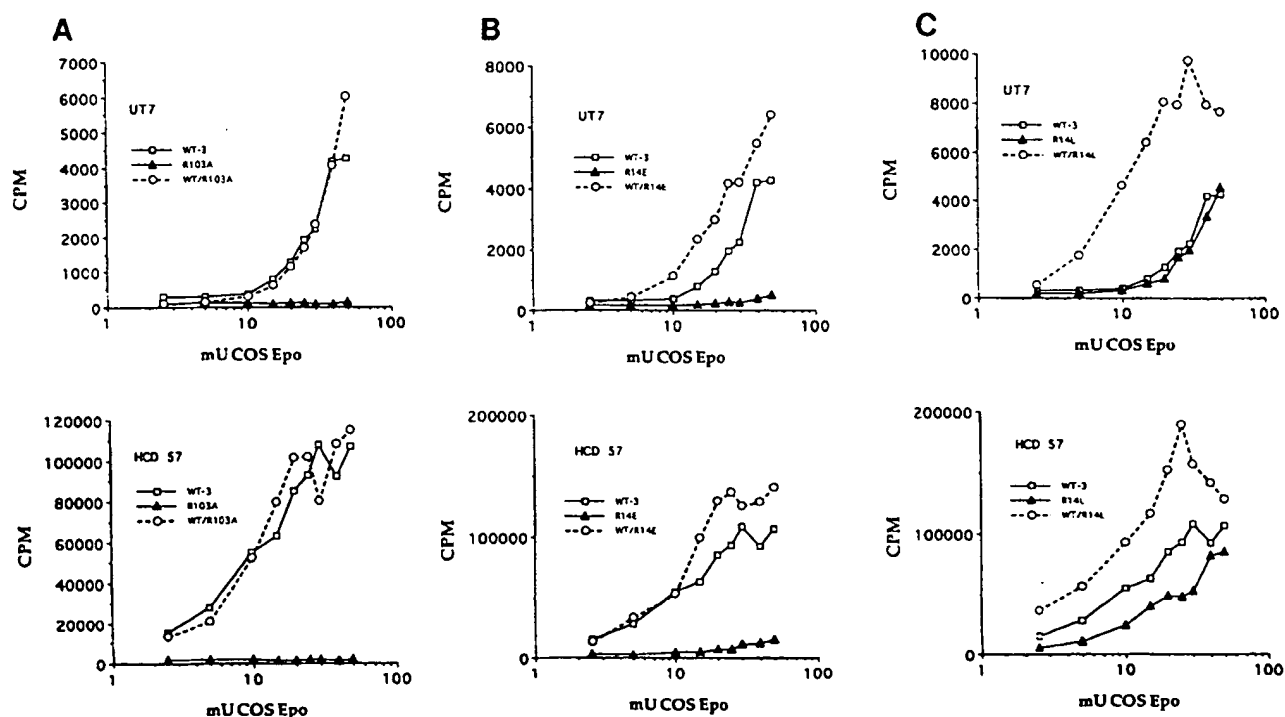 A
7000
6000
5000
4000
3000
2000
1000
0
CPM
UT7
WT-3
R103A
WT/R103A
1
10
100
mU COS Epo
B
8000
6000
4000
2000
0
CPM
UT7
WT-3
R14E
WT/R14E
1
10
100
mU COS Epo
C
10000
8000
6000
4000
2000
0
CPM
UT7
WT-3
R14L
WT/R14L
1
10
100
mU COS Epo
120000
100000
80000
60000
40000
20000
0
CPM
HCD 57
WT-3
R103A
WT/R103A
1
10
100
mU COS Epo
200000
100000
0
CPM
HCD 57
WT-3
R14E
WT/R14E
1
10
100
mU COS Epo
200000
100000
0
CPM
HCD 57
WT-3
R14L
WT/R14L
1
10
100
mU COS Epo